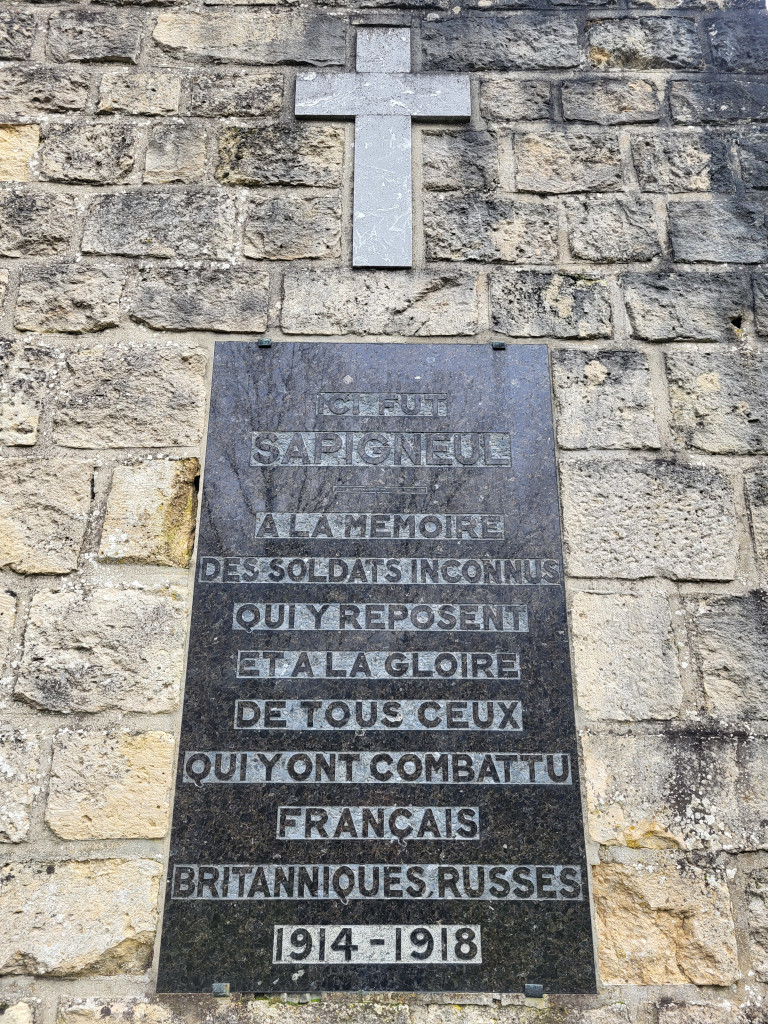 ICI FUT
SAPIGNEUL
A LA MEMOIRE
DES SOLDATS INCONNUS
QUI Y REPOSENT
ET A LA GLOIRE
DE TOUS CEUX
QUI Y ONT COMBATTU
FRANÇAIS
BRITANNIQUES, RUSSES
1914 - 1918